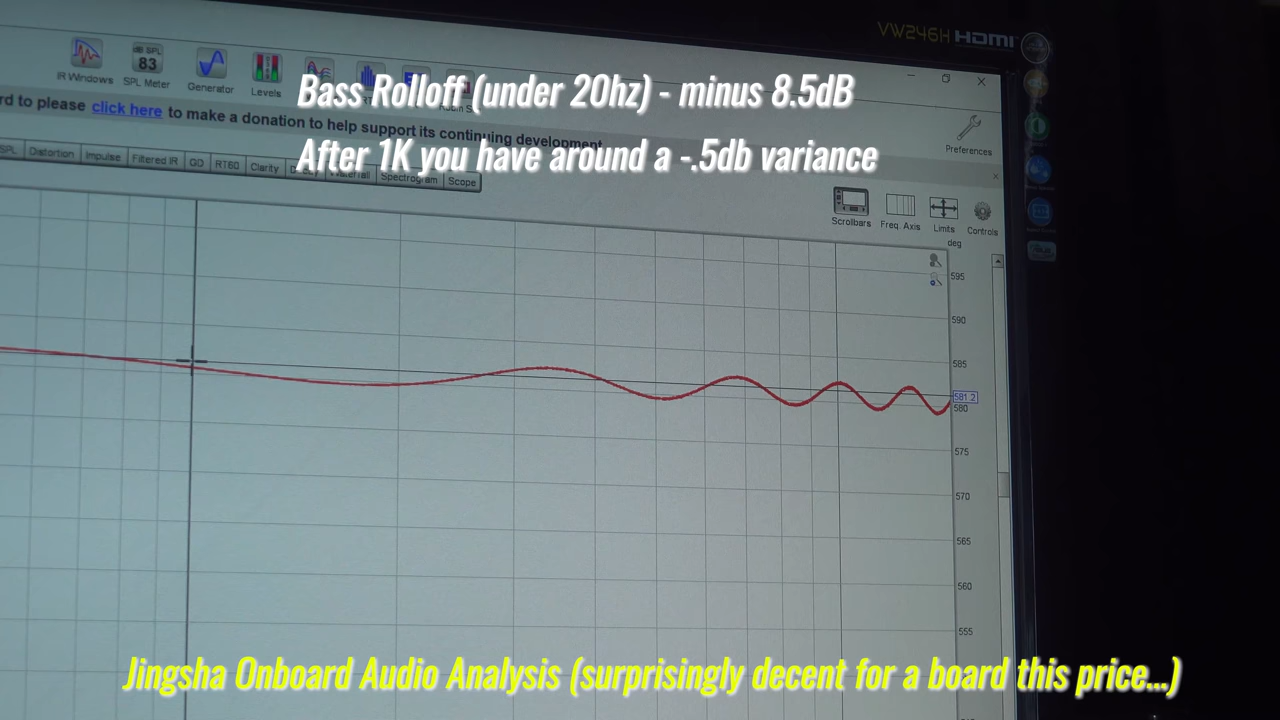 VW246H HDMI
dB SPL
83
IR Windows
SPL Meter
Generator
Levels
Bass Rolloff (under 20hz) - minus 8.5dB
rd to please click here to make a donation to help support its continuing development.
After 1K you have around a -.5db variance
Preferences
SPL
Distortion
Impulse
Filtered IR
GD
RT60
Clarity
Spectrogram
Scope
Scrollbars
Freq. Axis
Limits
Controls
deg
595
590
585
581.2
580
575
570
565
560
555
Jingsha Onboard Audio Analysis (surprisingly decent for a board this price...)